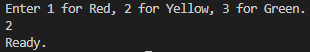 Enter 1 for Red, 2 for Yellow, 3 for Green.
2
Ready.